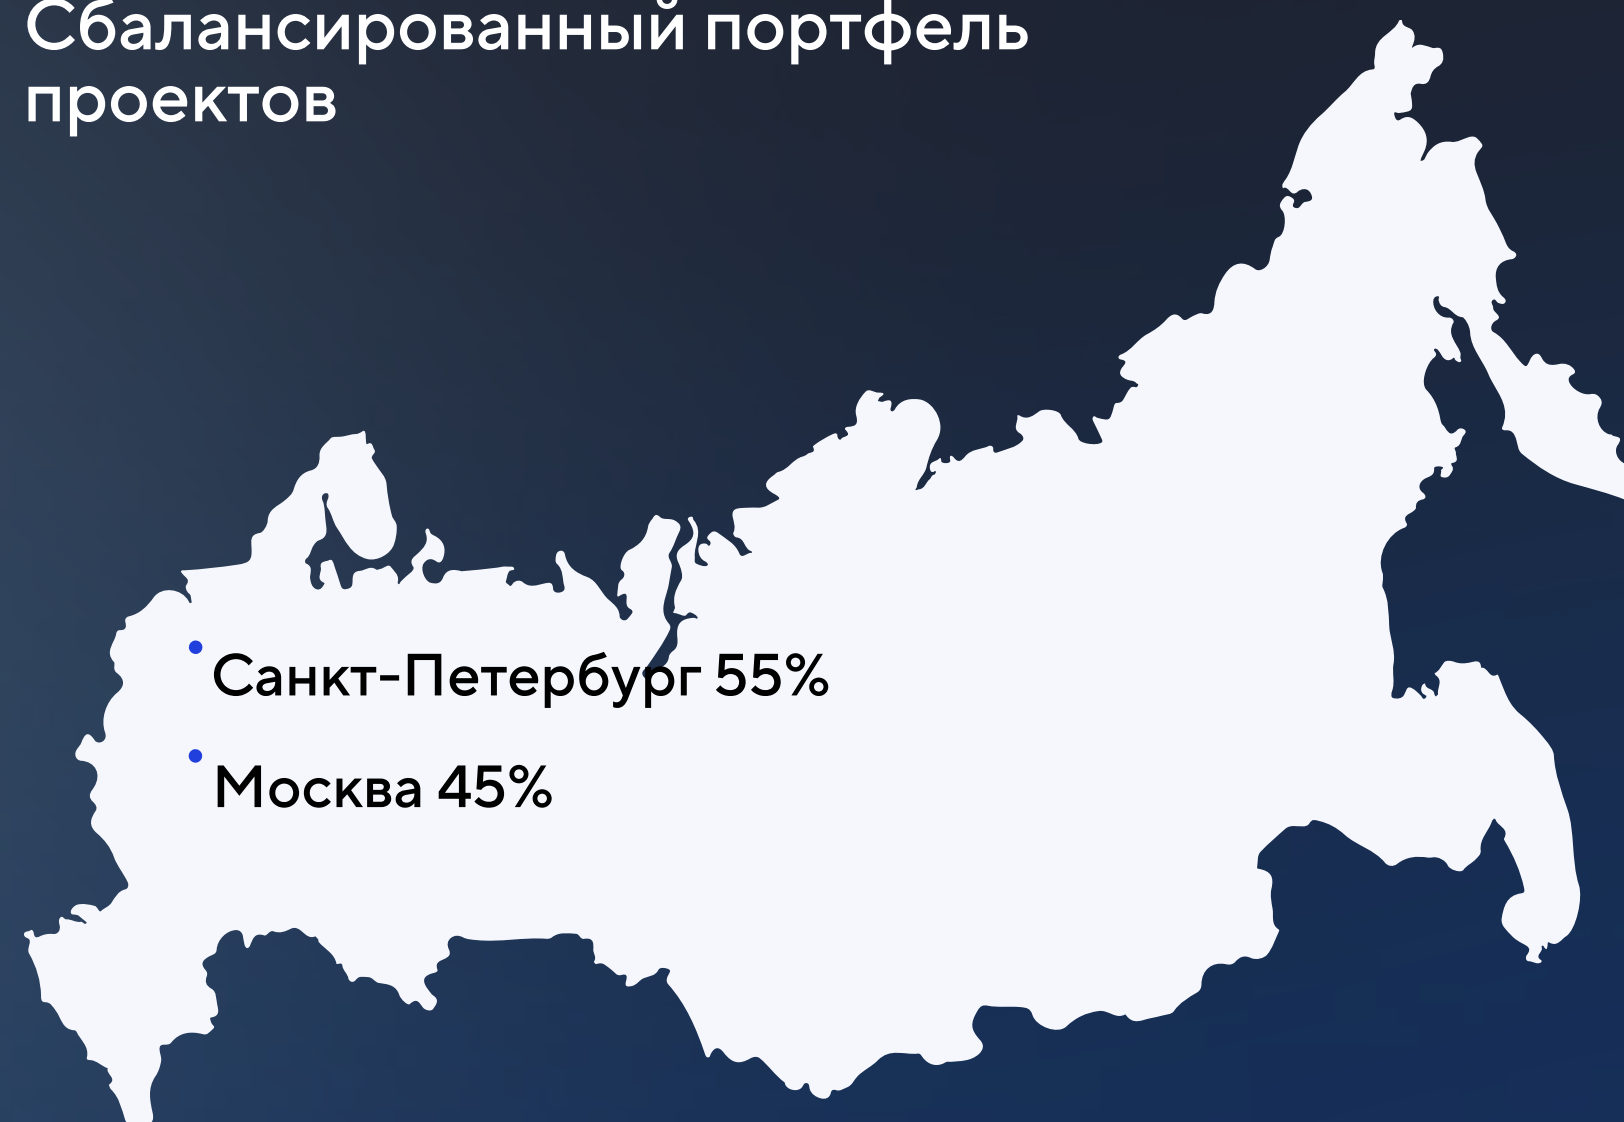 Сбалансированный портфель
проектов
Санкт-Петербург 55%
Москва 45%